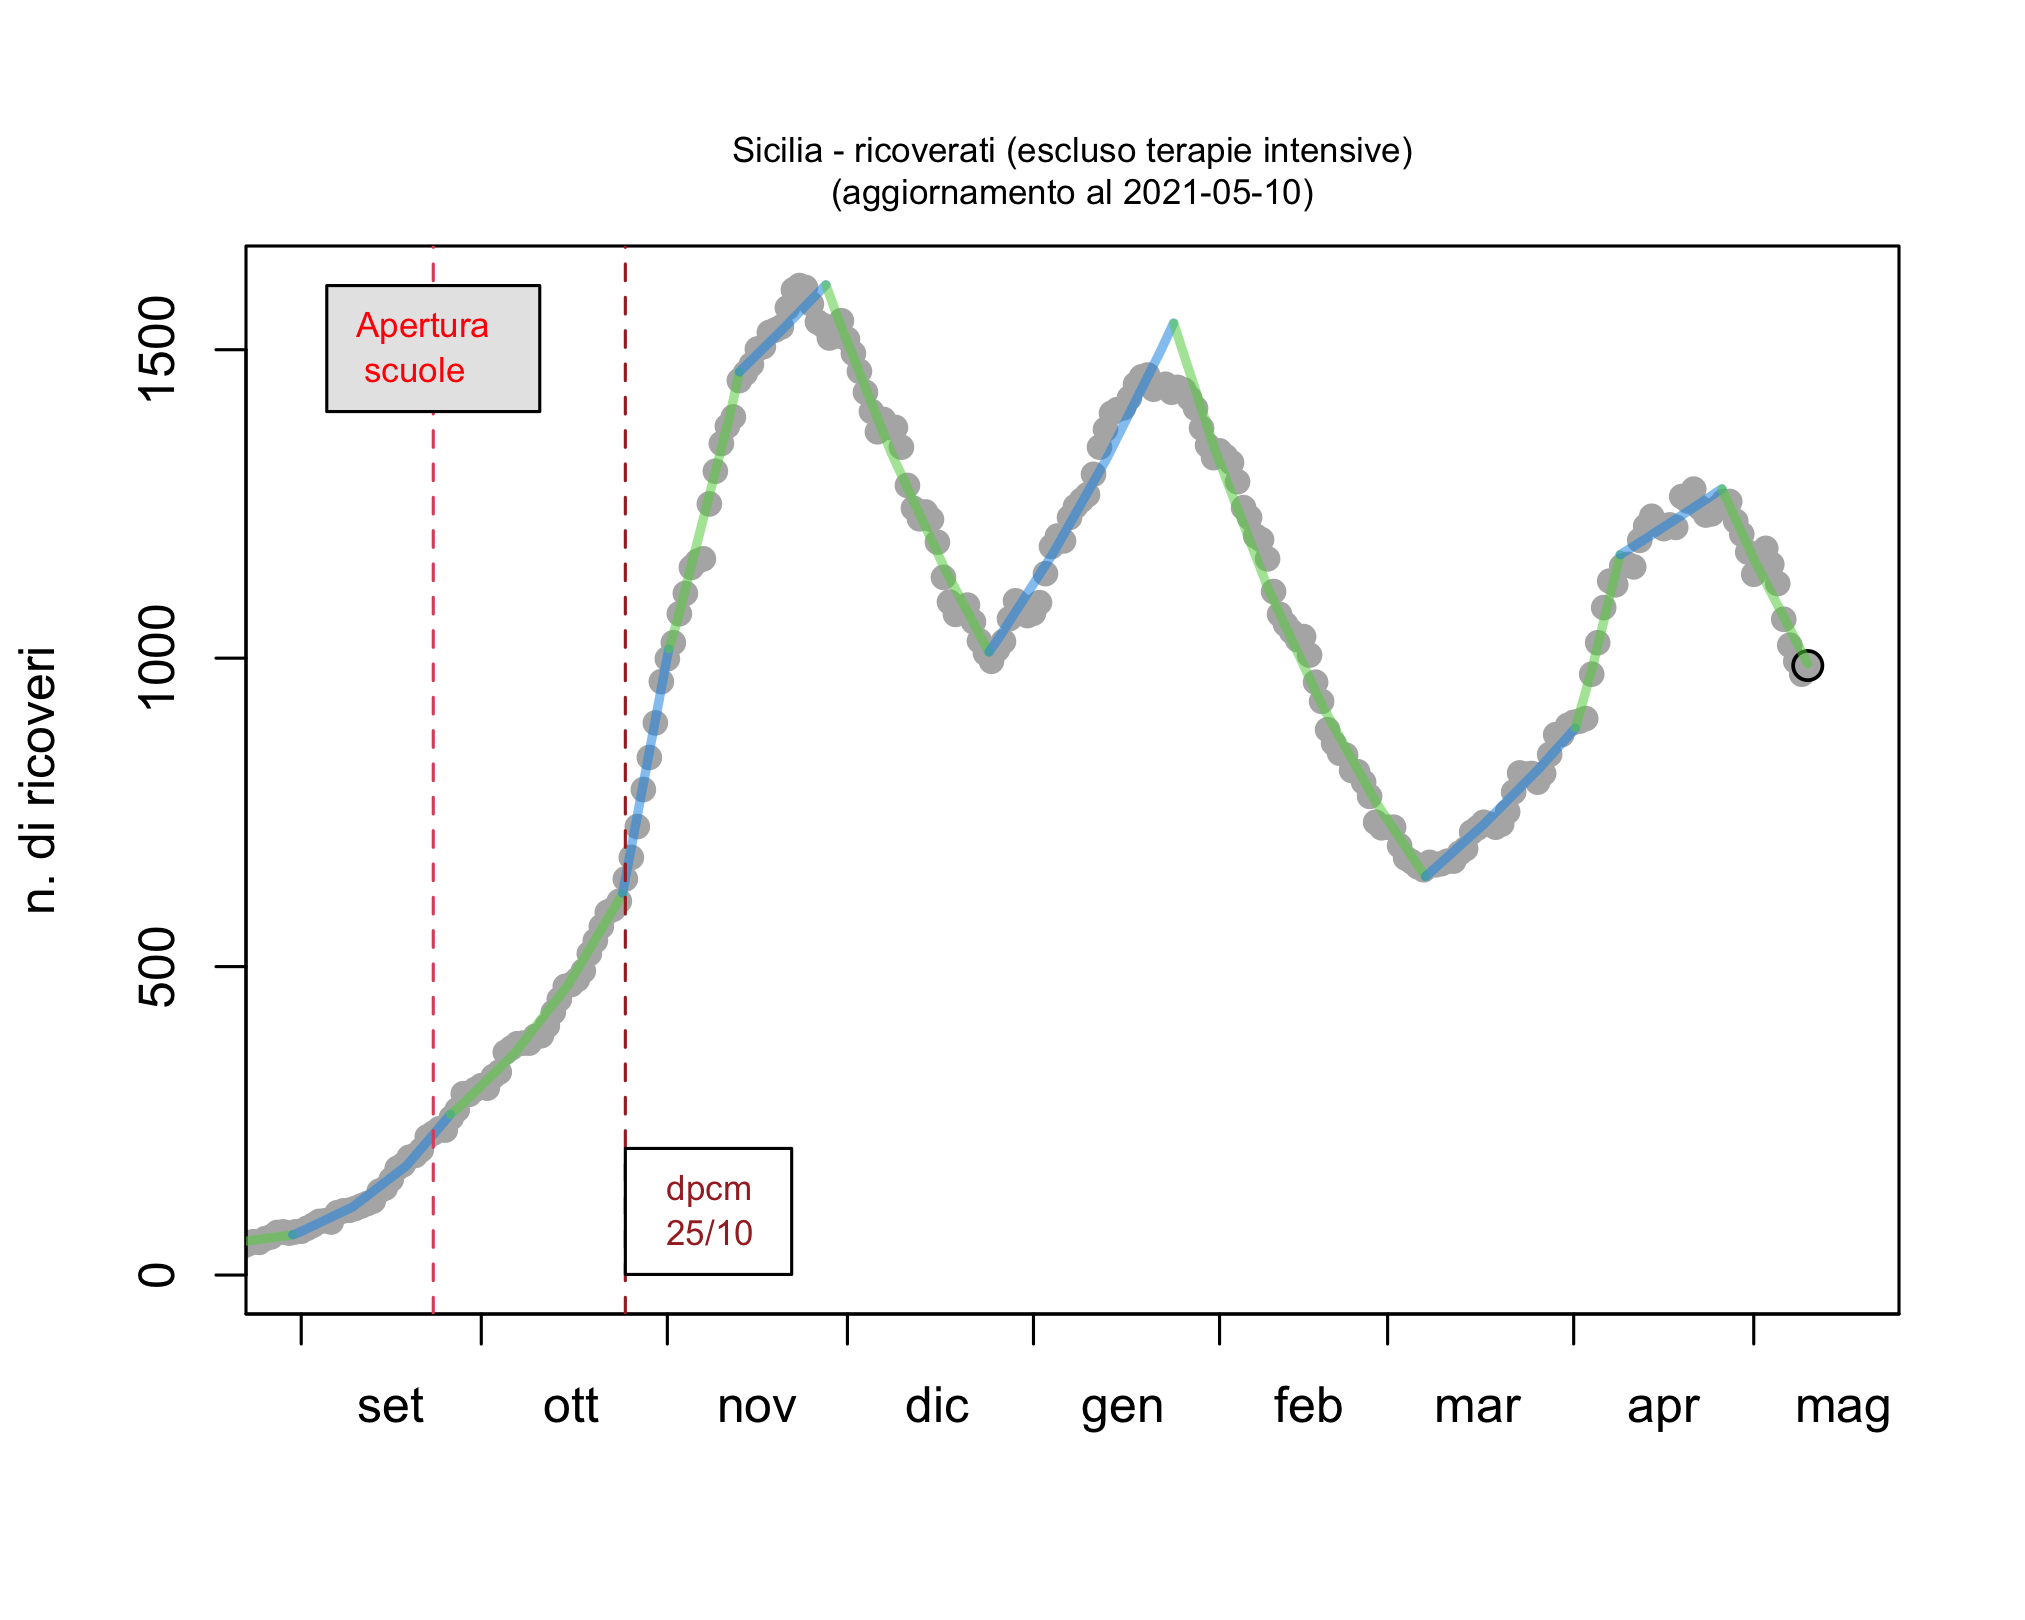 Sicilia - ricoverati (escluso terapie intensive)
(aggiornamento al 2021-05-10)
Apertura
scuole
dpcm
25/10
n. di ricoveri
1500
1000
500
0
set ott nov dic gen feb mar apr mag